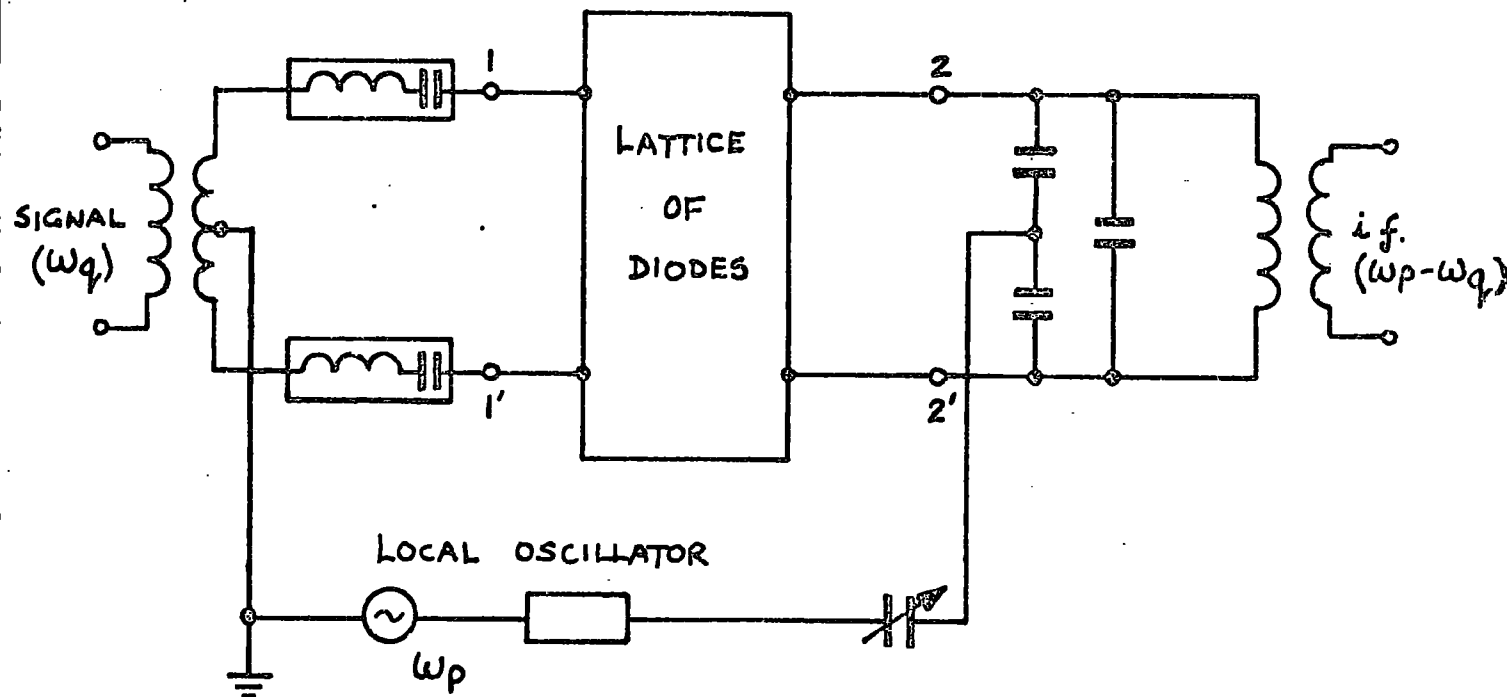 1
2
LATTICE
OF
DIODES
SIGNAL
(ωq)
i.f.
(ωp-ωq)
1'
2'
LOCAL OSCILLATOR
ωp